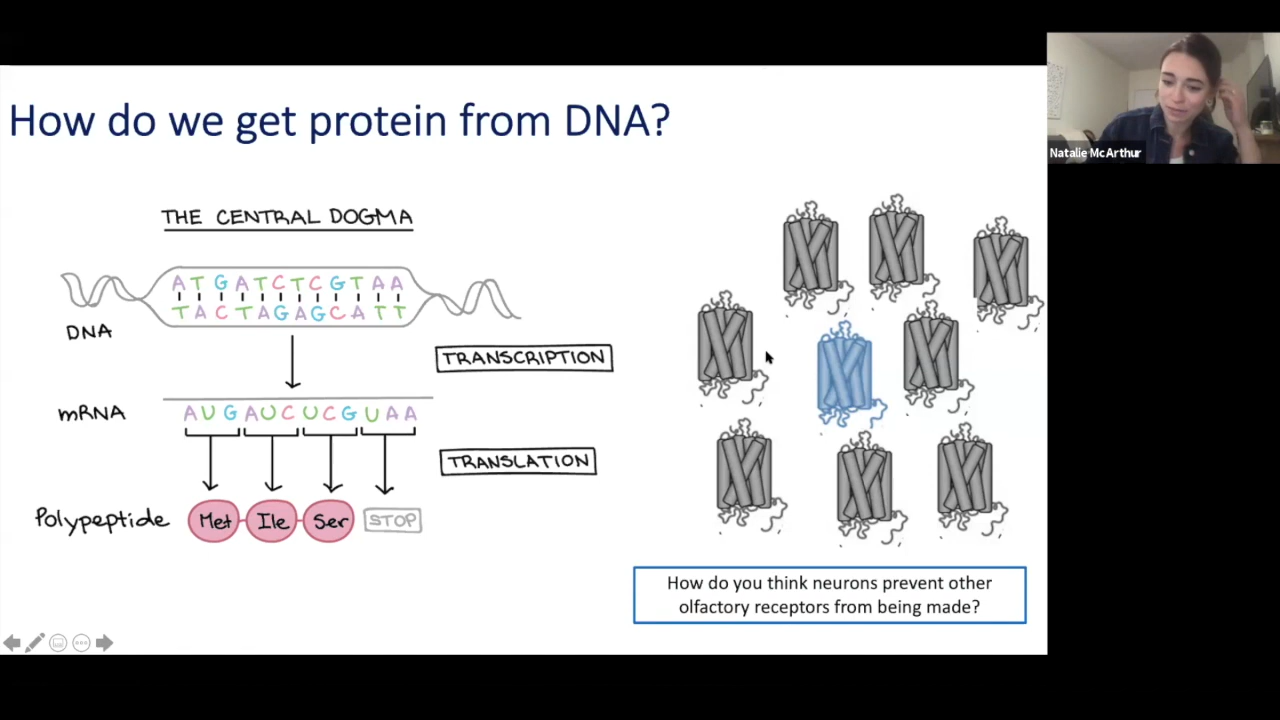 How do we get protein from DNA?
Natalie McArthur
THE CENTRAL DOGMA
ATGATCTCGTAA
TACTAGAGCATT
DNA
TRANSCRIPTION
mRNA
AUGAUCUCGUAA
TRANSLATION
Polypeptide
Met Ile Ser STOP
How do you think neurons prevent other
olfactory receptors from being made?